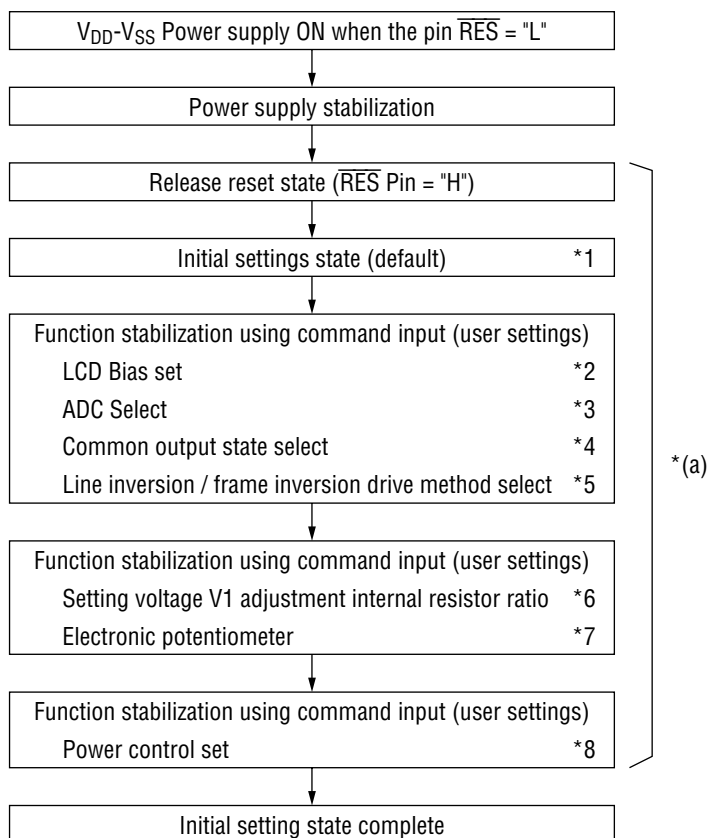 VDD-VSS Power supply ON when the pin R̅E̅S̅ = "L"
Power supply stabilization
Release reset state (R̅E̅S̅ Pin = "H")
Initial settings state (default) *1
Function stabilization using command input (user settings)
LCD Bias set *2
ADC Select *3
Common output state select *4
Line inversion / frame inversion drive method select *5
*(a)
Function stabilization using command input (user settings)
Setting voltage V1 adjustment internal resistor ratio *6
Electronic potentiometer *7
Function stabilization using command input (user settings)
Power control set *8
Initial setting state complete